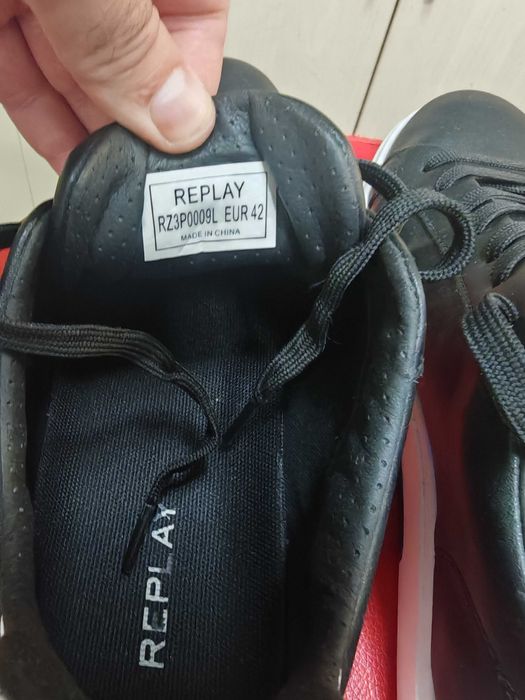 REPLAY
RZ3P0009L EUR 42
MADE IN CHINA
REPLAY